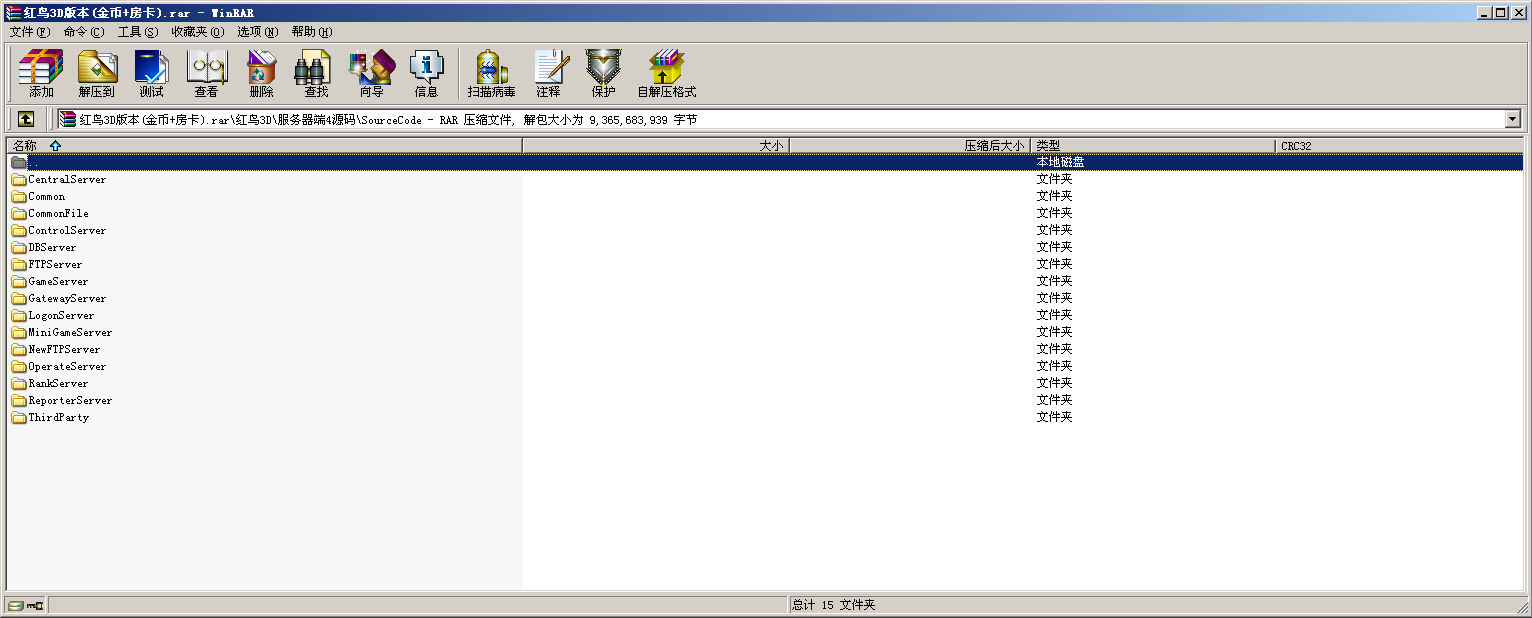 红鸟3D版本(金币+房卡).rar - WinRAR
文件(F) 命令(C) 工具(S) 收藏夹(O) 选项(N) 帮助(H)
添加 解压到 测试 查看 删除 查找 向导 信息 扫描病毒 注释 保护 自解压格式
红鸟3D版本(金币+房卡).rar\红鸟3D\服务器端4源码\SourceCode - RAR 压缩文件, 解包大小为 9,365,683,939 字节
名称 大小 压缩后大小 类型 CRC32
.. 本地磁盘
CentralServer 文件夹
Common 文件夹
CommonFile 文件夹
ControlServer 文件夹
DBServer 文件夹
FTPServer 文件夹
GameServer 文件夹
GatewayServer 文件夹
LogonServer 文件夹
MiniGameServer 文件夹
NewFTPServer 文件夹
OperateServer 文件夹
RankServer 文件夹
ReporterServer 文件夹
ThirdParty 文件夹
总计 15 文件夹